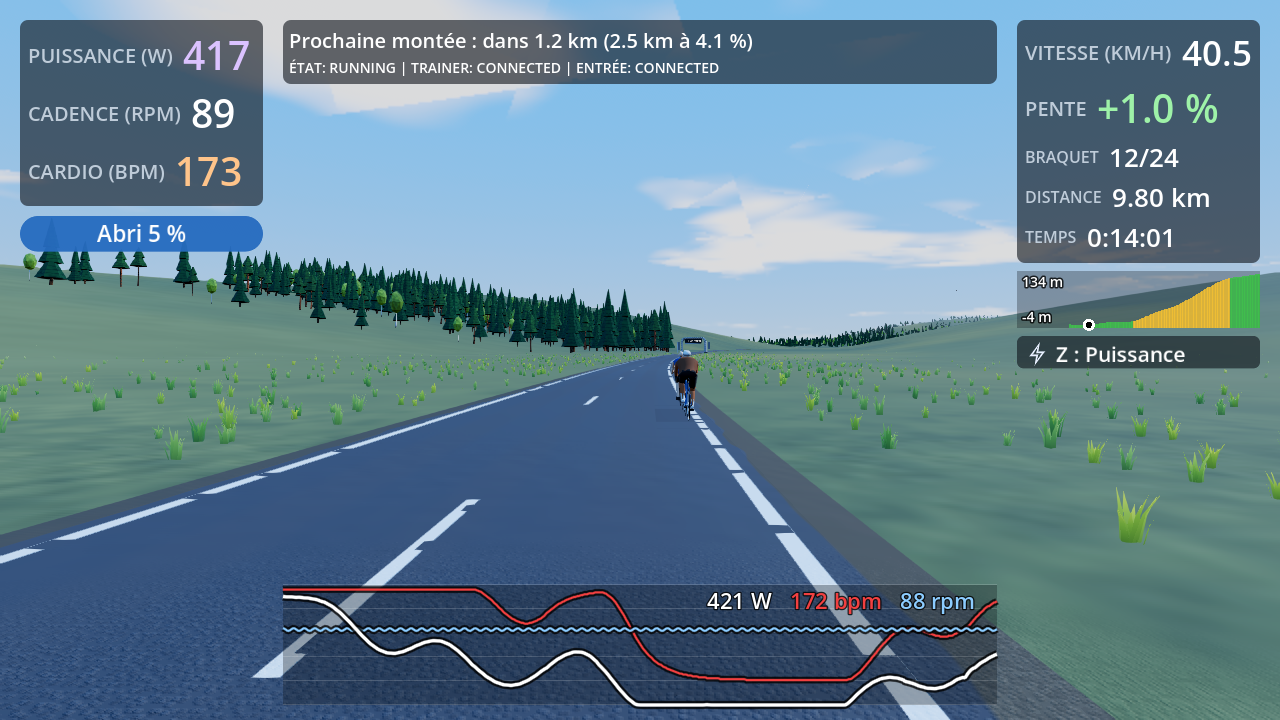 PUISSANCE (W) 417
CADENCE (RPM) 89
CARDIO (BPM) 173
Abri 5 %
Prochaine montée : dans 1.2 km (2.5 km à 4.1 %)
ÉTAT: RUNNING | TRAINER: CONNECTED | ENTRÉE: CONNECTED
VITESSE (KM/H) 40.5
PENTE +1.0 %
BRAQUET 12/24
DISTANCE 9.80 km
TEMPS 0:14:01
134 m
-4 m
Z : Puissance
421 W 172 bpm 88 rpm